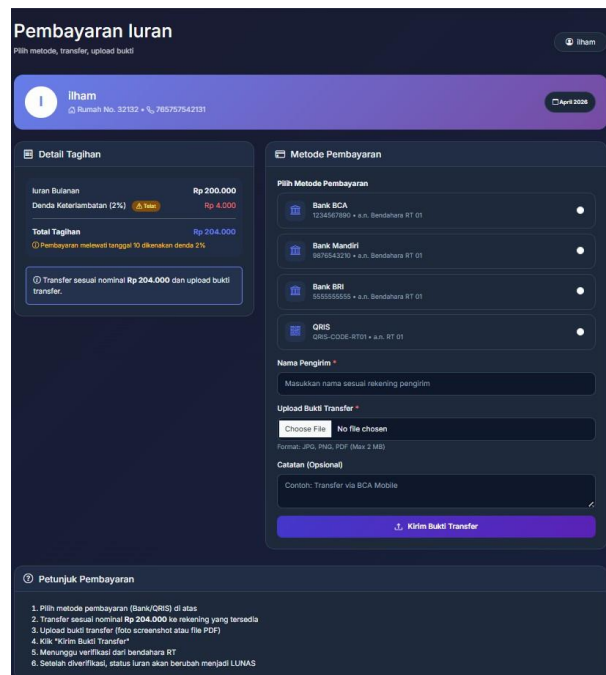 Pembayaran Iuran
Pilih metode, transfer, upload bukti
ilham
I
ilham
Rumah No. 32132 • 765757542131
April 2026
Detail Tagihan
Iuran Bulanan Rp 200.000
Denda Keterlambatan (2%) Telat Rp 4.000
Total Tagihan Rp 204.000
Pembayaran melewati tanggal 10 dikenakan denda 2%
Transfer sesuai nominal Rp 204.000 dan upload bukti
transfer.
Metode Pembayaran
Pilih Metode Pembayaran
Bank BCA
1234567890 • a.n. Bendahara RT 01
Bank Mandiri
9876543210 • a.n. Bendahara RT 01
Bank BRI
5555555555 • a.n. Bendahara RT 01
QRIS
QRIS-CODE-RT01 • a.n. RT 01
Nama Pengirim *
Masukkan nama sesuai rekening pengirim
Upload Bukti Transfer *
Choose File No file chosen
Format: JPG, PNG, PDF (Max 2 MB)
Catatan (Opsional)
Contoh: Transfer via BCA Mobile
Kirim Bukti Transfer
Petunjuk Pembayaran
1. Pilih metode pembayaran (Bank/QRIS) di atas
2. Transfer sesuai nominal Rp 204.000 ke rekening yang tersedia
3. Upload bukti transfer (foto screenshot atau file PDF)
4. Klik "Kirim Bukti Transfer"
5. Menunggu verifikasi dari bendahara RT
6. Setelah diverifikasi, status iuran akan berubah menjadi LUNAS